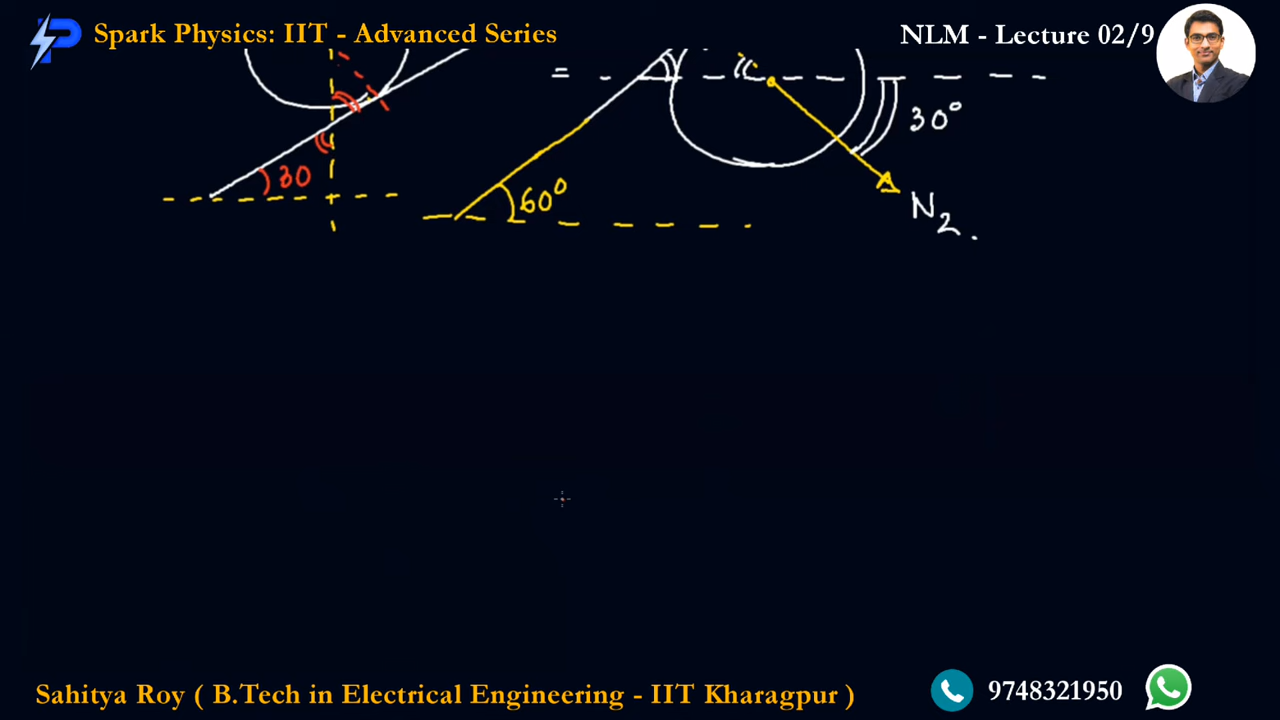 Spark Physics: IIT - Advanced Series
NLM - Lecture 02/9
30°
30
60°
N2.
Sahitya Roy ( B.Tech in Electrical Engineering - IIT Kharagpur )
9748321950